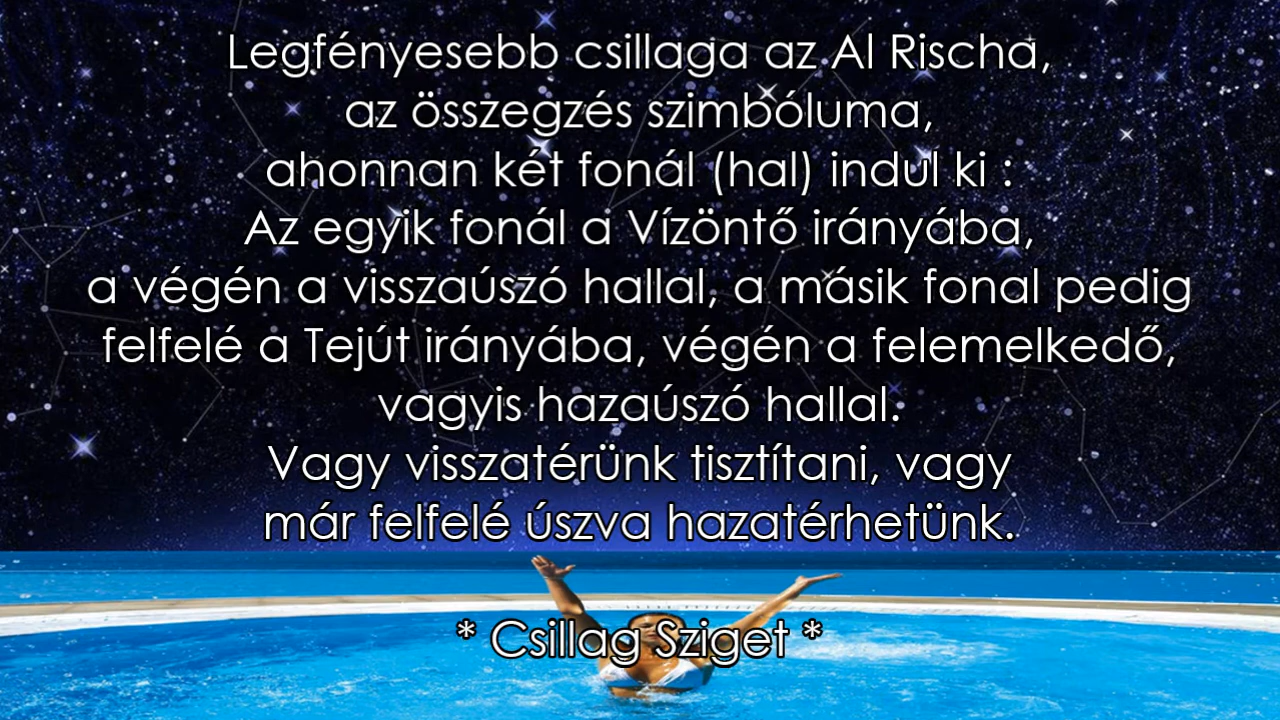 Legfényesebb csillaga az Al Rischa,
az összegzés szimbóluma,
ahonnan két fonál (hal) indul ki :
Az egyik fonál a Vízöntő irányába,
a végén a visszaúszó hallal, a másik fonal pedig
felfelé a Tejút irányába, végén a felemelkedő,
vagyis hazaúszó hallal.
Vagy visszatérünk tisztítani, vagy
már felfelé úszva hazatérhetünk.
* Csillag Sziget *